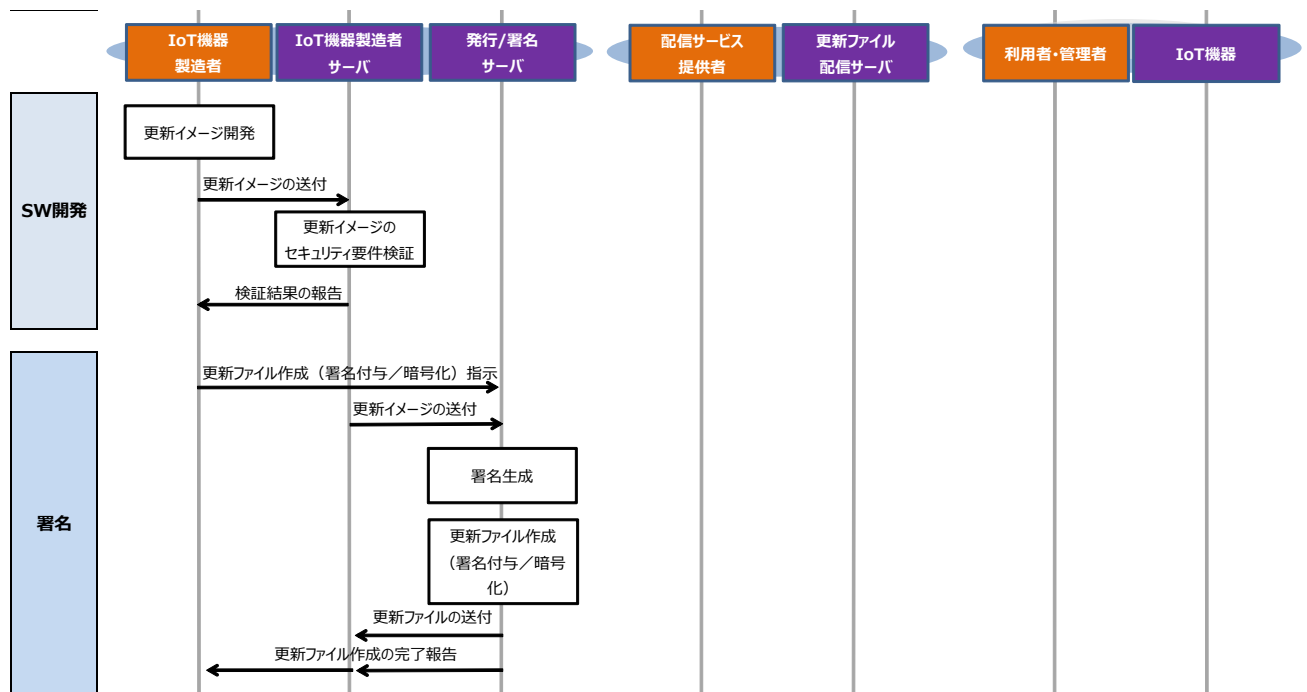 IoT機器
製造者
IoT機器製造者
サーバ
発行/署名
サーバ
配信サービス
提供者
更新ファイル
配信サーバ
利用者・管理者
IoT機器
SW開発
更新イメージ開発
更新イメージの送付
更新イメージの
セキュリティ要件検証
検証結果の報告
署名
更新ファイル作成（署名付与／暗号化）指示
更新イメージの送付
署名生成
更新ファイル作成
（署名付与／暗号
化）
更新ファイルの送付
更新ファイル作成の完了報告